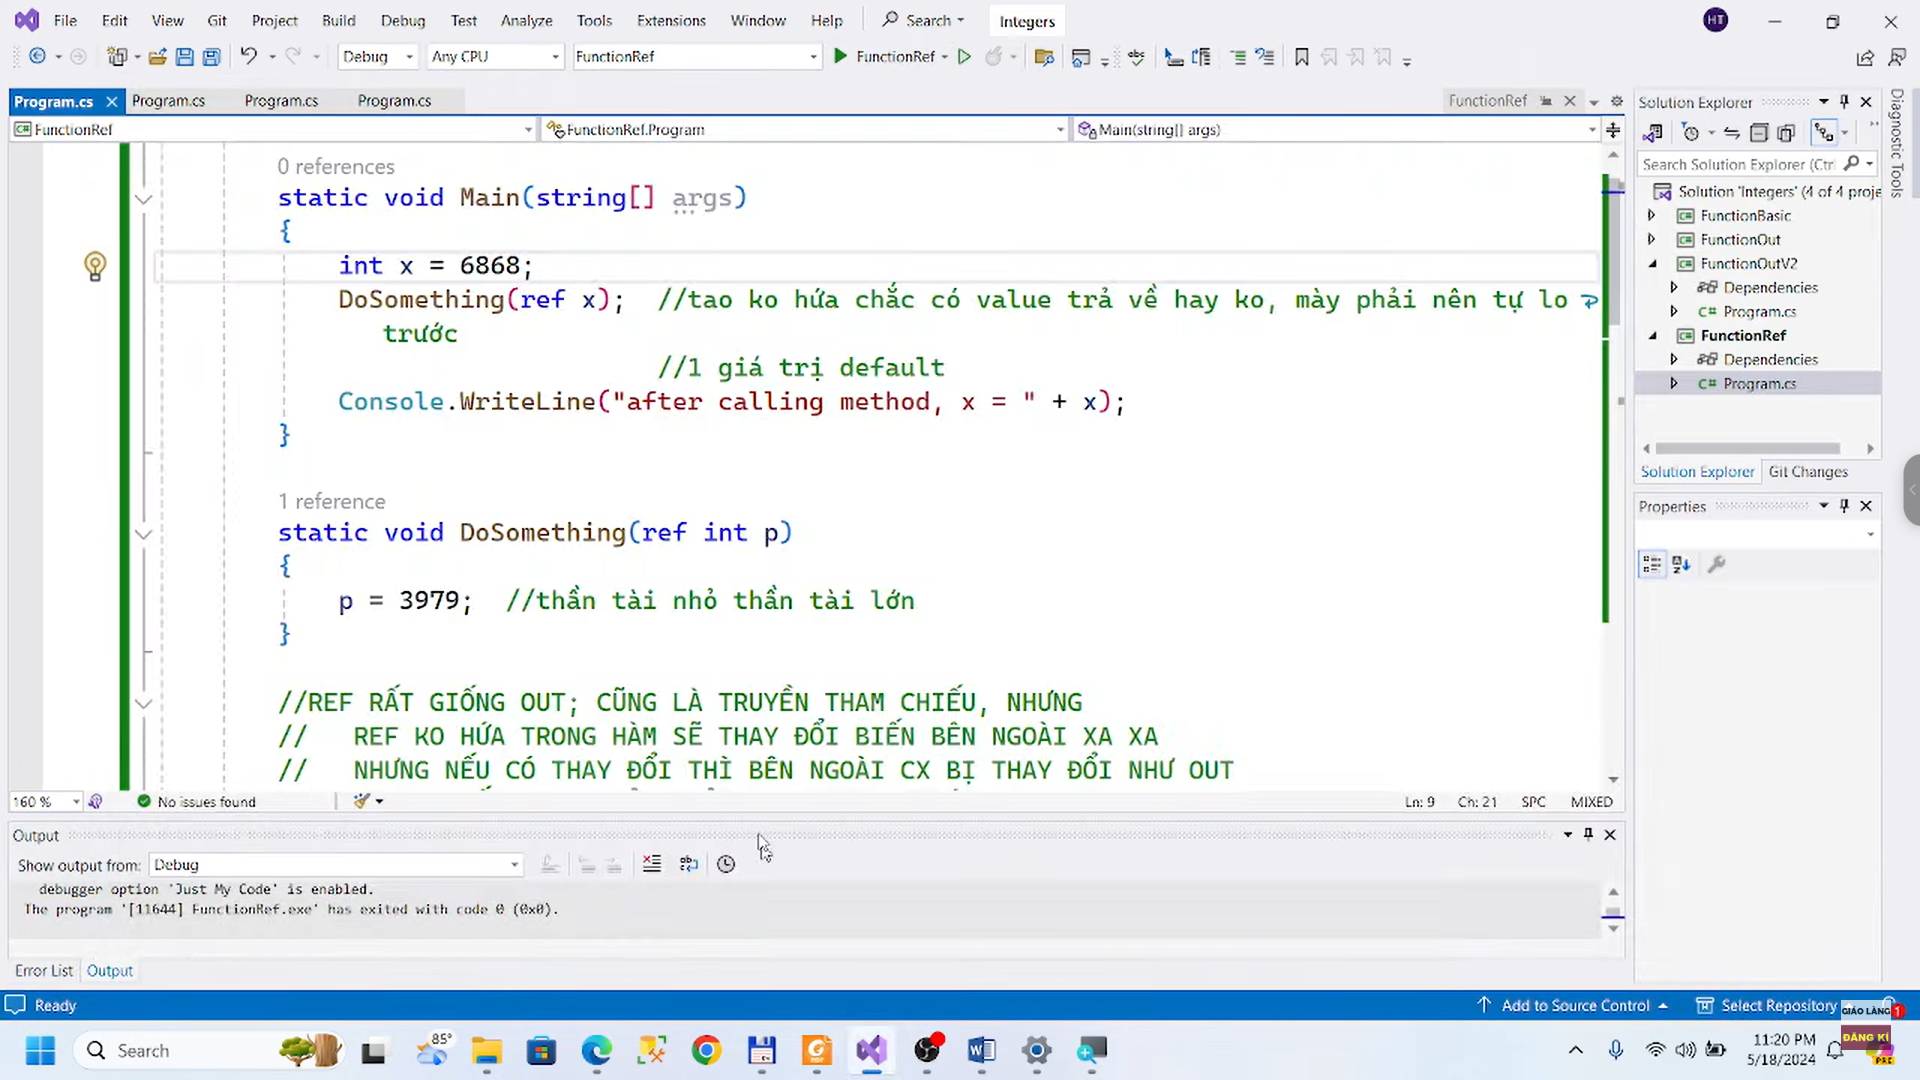 File Edit View Git Project Build Debug Test Analyze Tools Extensions Window Help Search Integers HT
Debug Any CPU FunctionRef FunctionRef
Program.cs Program.cs Program.cs Program.cs FunctionRef
FunctionRef FunctionRef.Program Main(string[] args)
0 references
static void Main(string[] args)
{
int x = 6868;
DoSomething(ref x); //tao ko hứa chắc có value trả về hay ko, mày phải nên tự lo
trước
//1 giá trị default
Console.WriteLine("after calling method, x = " + x);
}
1 reference
static void DoSomething(ref int p)
{
p = 3979; //thần tài nhỏ thần tài lớn
}
//REF RẤT GIỐNG OUT; CŨNG LÀ TRUYỀN THAM CHIẾU, NHƯNG
// REF KO HỨA TRONG HÀM SẼ THAY ĐỔI BIẾN BÊN NGOÀI XA XA
// NHƯNG NẾU CÓ THAY ĐỔI THÌ BÊN NGOÀI CX BỊ THAY ĐỔI NHƯ OUT
160 % No issues found Ln: 9 Ch: 21 SPC MIXED
Output
Show output from: Debug
debugger option 'Just My Code' is enabled.
The program '[11644] FunctionRef.exe' has exited with code 0 (0x0).
Error List Output
Solution Explorer
Search Solution Explorer (Ctrl
Solution 'Integers' (4 of 4 proje
FunctionBasic
FunctionOut
FunctionOutV2
Dependencies
C# Program.cs
FunctionRef
Dependencies
C# Program.cs
Solution Explorer Git Changes
Properties
Diagnostic Tools
Ready Add to Source Control Select Repository
GIÁO LÀNG 1
ĐĂNG KÍ
Search 85° 11:20 PM
5/18/2024
PRE